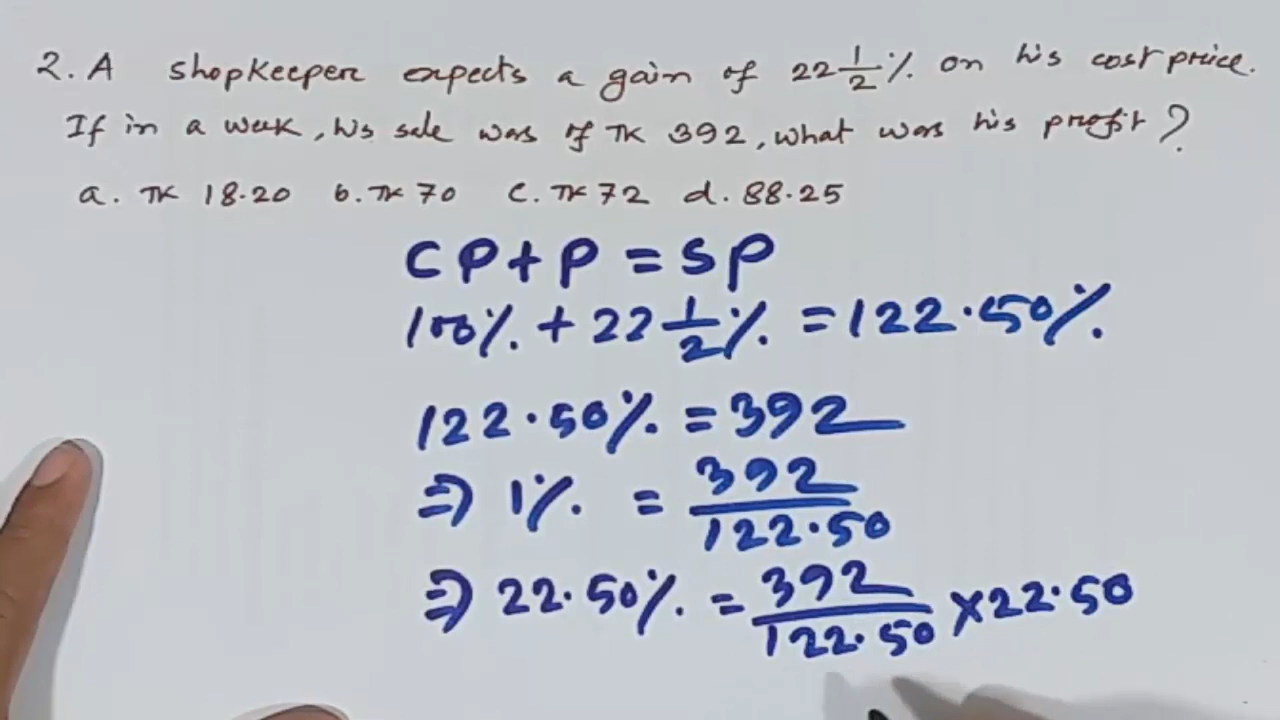 2. A shopkeeper expects a gain of 22 1/2 % on his cost price.
If in a week, his sale was of TK 392, what was his profit?
a. TK 18.20 b. TK 70 c. TK 72 d. 88.25
CP + P = SP
100% + 22 1/2 % = 122.50%
122.50% = 392
⇒ 1% = 392/122.50
⇒ 22.50% = 392/122.50 × 22.50